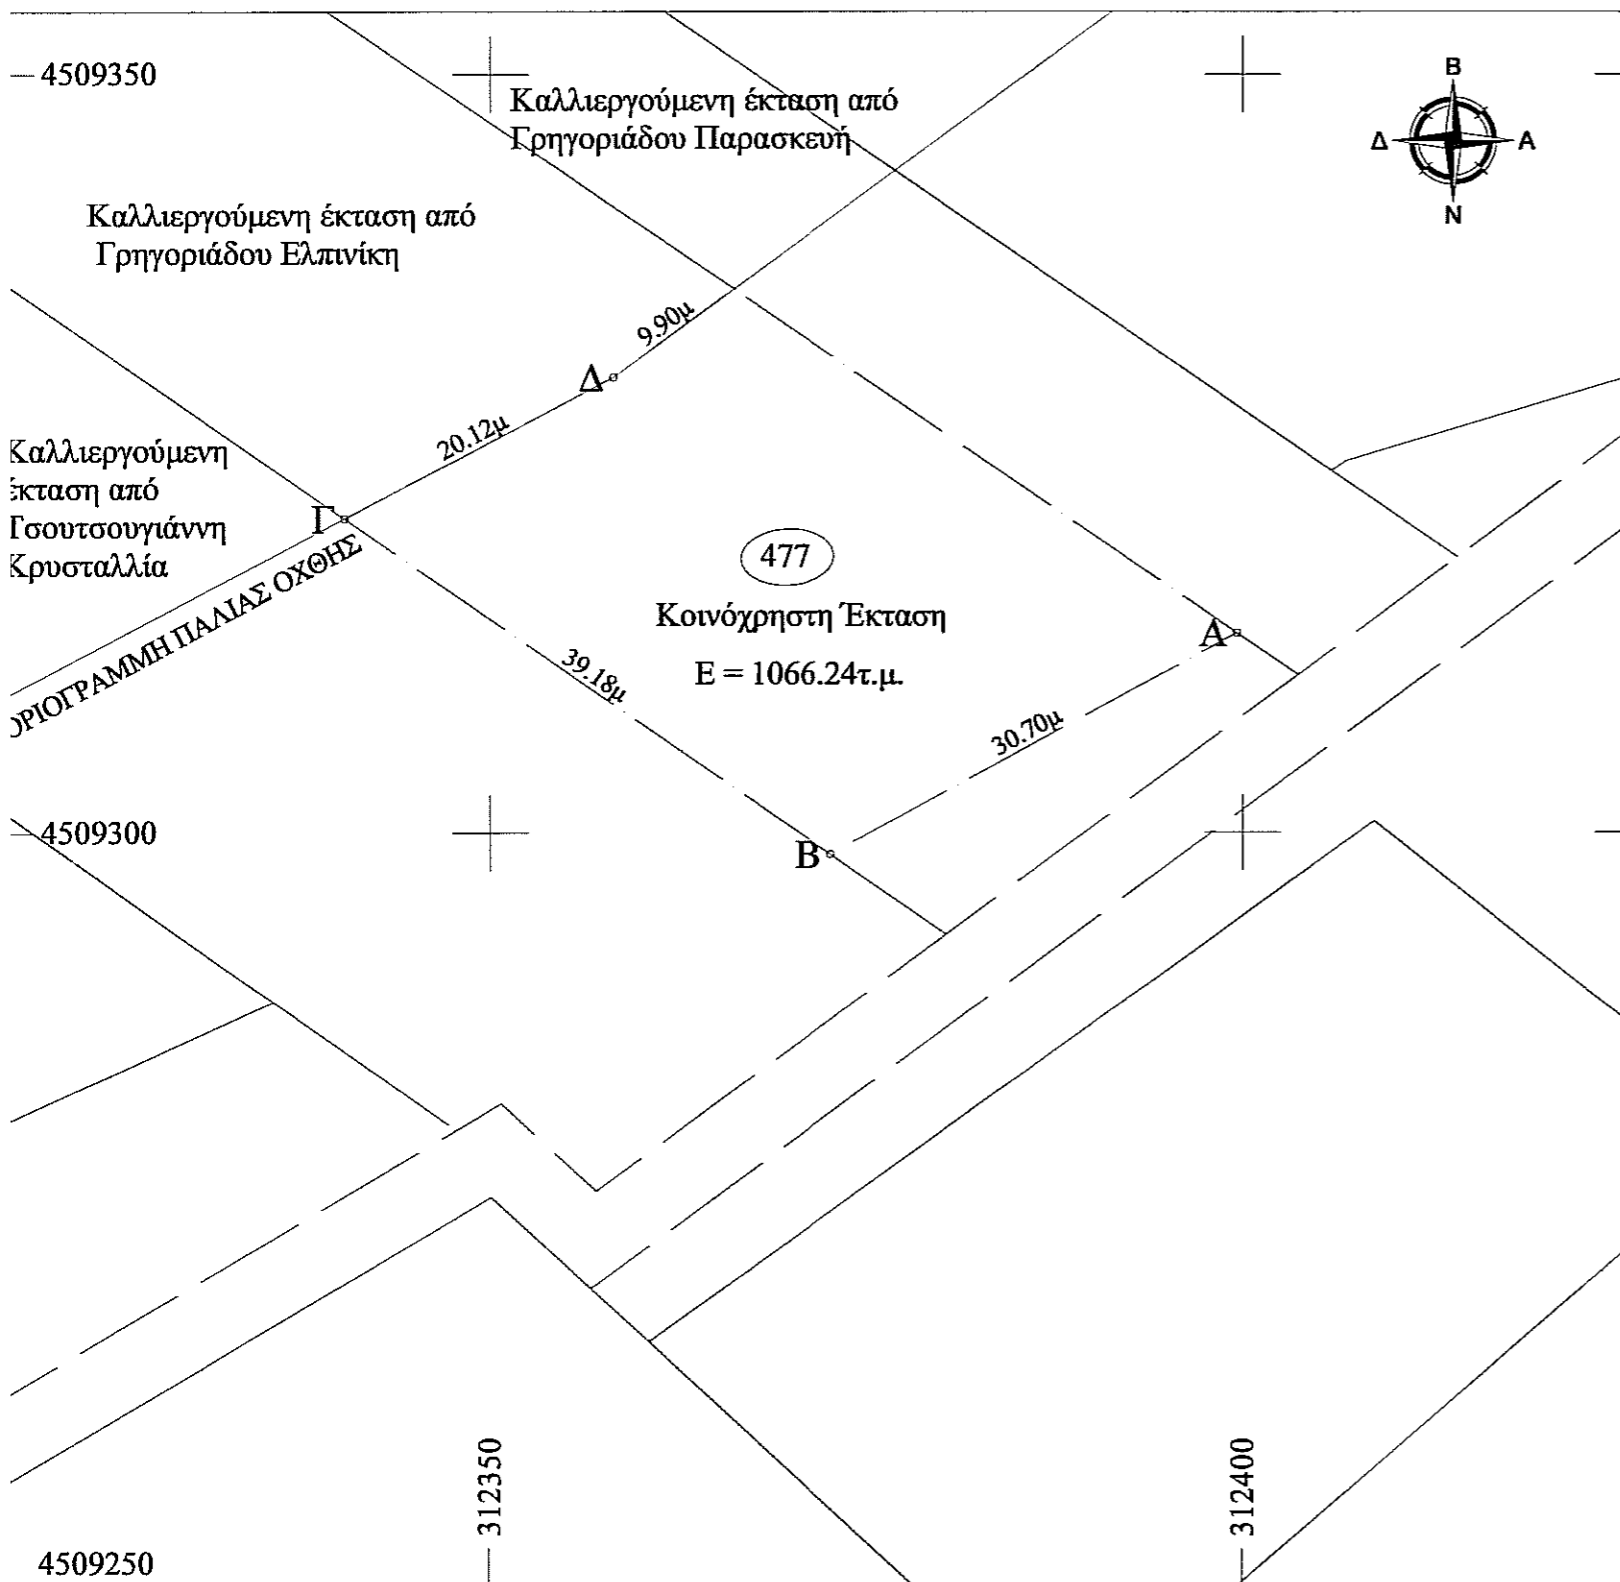 4509350
Καλλιεργούμενη έκταση από
Γρηγοριάδου Παρασκευή
Β
Δ
Α
Ν
Καλλιεργούμενη έκταση από
Γρηγοριάδου Ελπινίκη
9.90μ
Δ
20.12μ
Καλλιεργούμενη
έκταση από
Τσουτσουγιάννη
Κρυσταλλία
Γ
ΟΡΙΟΓΡΑΜΜΗ ΠΑΛΙΑΣ ΟΧΘΗΣ
477
Κοινόχρηστη Έκταση
Ε = 1066.24τ.μ.
Α
39.18μ
30.70μ
4509300
Β
312350
312400
4509250